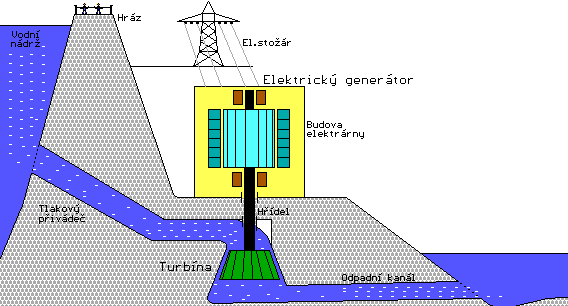 Hráz
Vodní
nádrž
El.stožár
Elektrický generátor
Budova
elektrárny
Tlakový
přivaděč
Hřídel
Turbína
Odpadní kanál